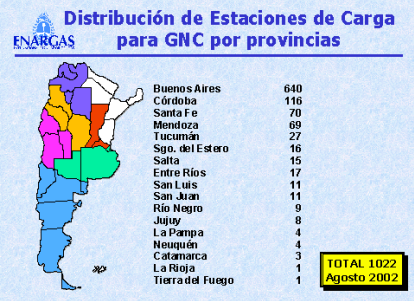 Distribución de Estaciones de Carga
para GNC por provincias
ENARGAS
Buenos Aires 640
Córdoba 116
Santa Fe 70
Mendoza 69
Tucumán 27
Sgo. del Estero 16
Salta 15
Entre Ríos 17
San Luis 11
San Juan 11
Río Negro 9
Jujuy 8
La Pampa 4
Neuquén 4
Catamarca 3
La Rioja 1
Tierra del Fuego 1
TOTAL 1022
Agosto 2002